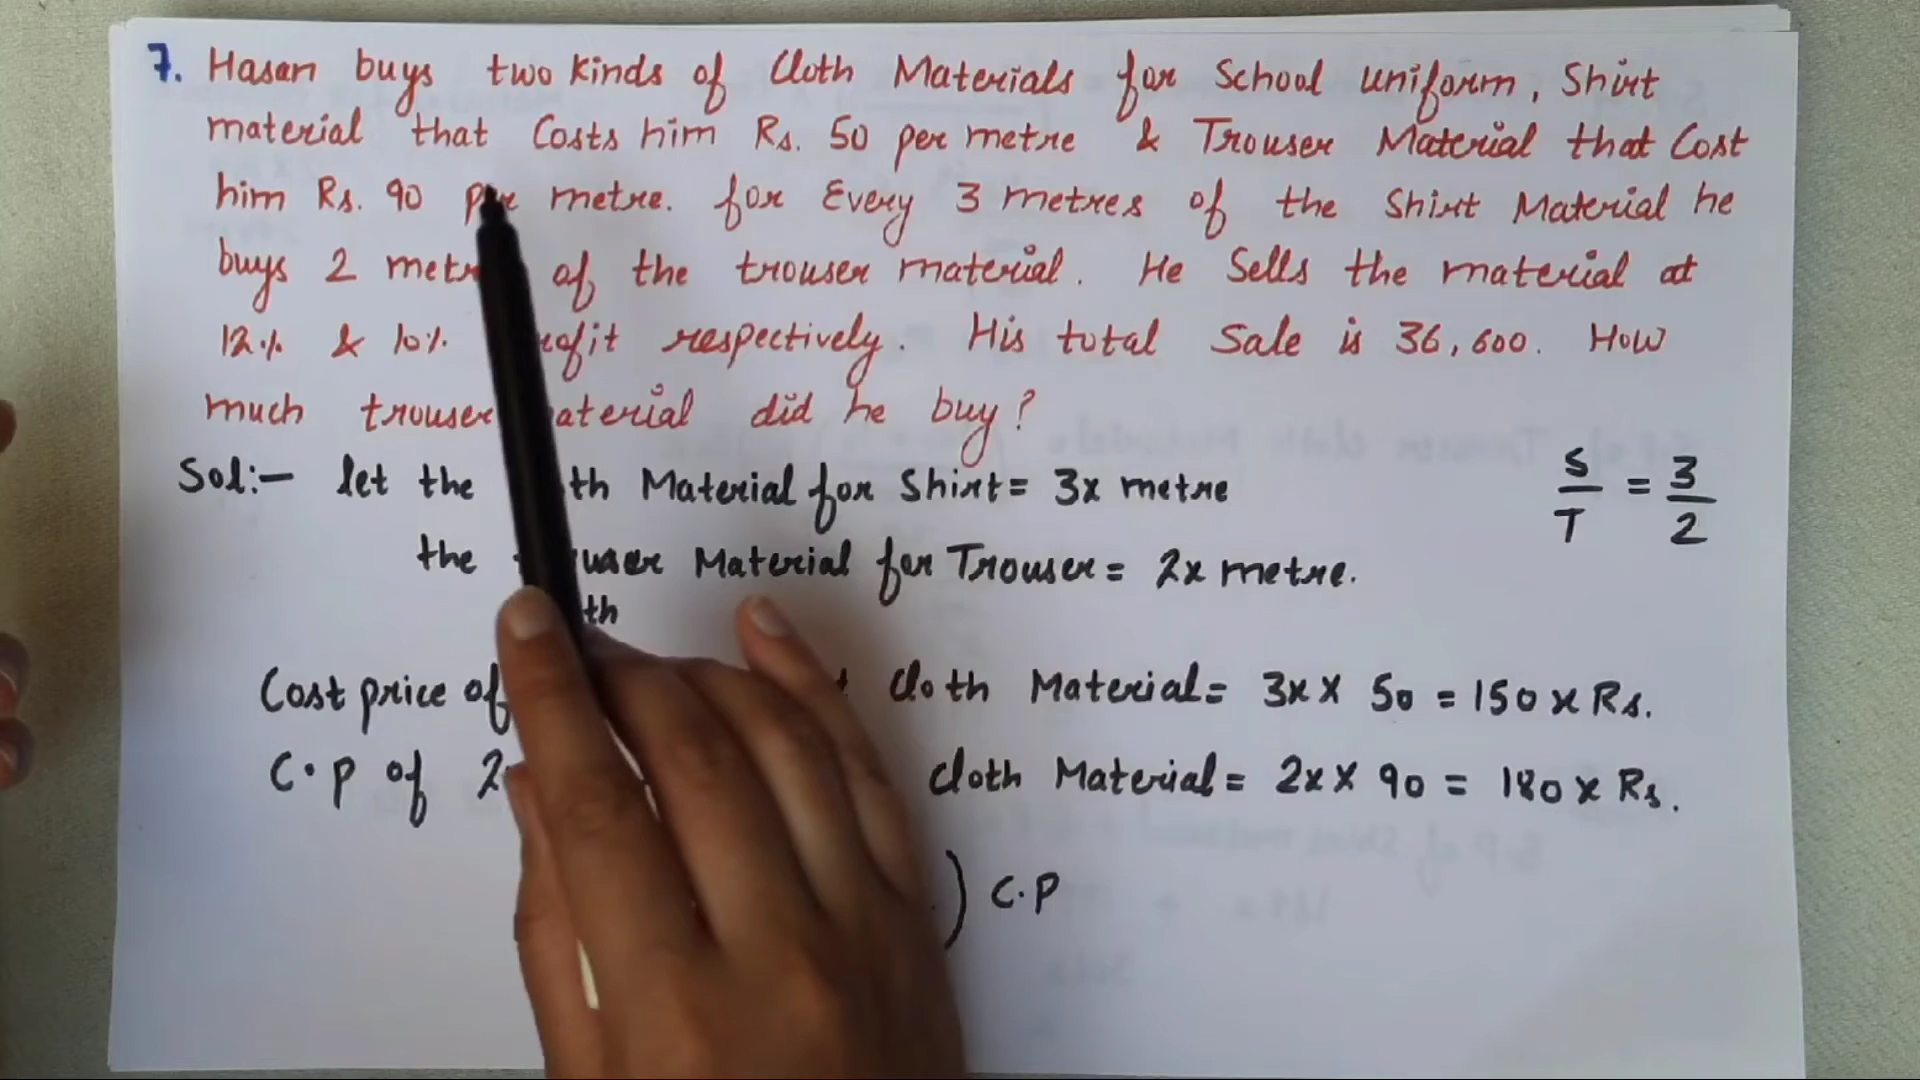 7. Hasan buys two kinds of Cloth Materials for School uniform, Shirt
material that Costs him Rs. 50 per metre & Trouser Material that Cost
him Rs. 90 per metre. for Every 3 metres of the Shirt Material he
buys 2 of the trouser material. He Sells the material at
12% & 10% respectively. His total Sale is 36,600. How
much trouser did he buy?
Sol:- let the Material for Shirt = 3x metre
S/T = 3/2
the Material for Trouser = 2x metre.
Cost price of cloth Material = 3x X 50 = 150x Rs.
C.P of 2 cloth Material = 2x X 90 = 180x Rs.
) C.P